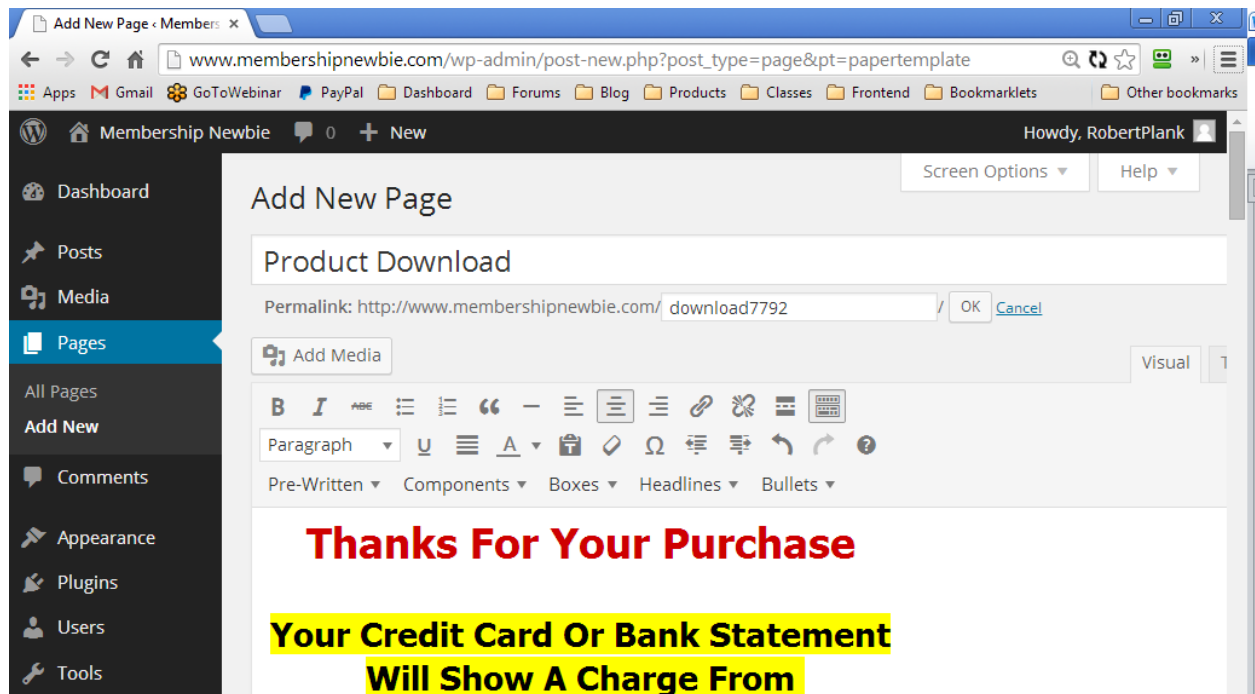 Add New Page ‹ Members
www.membershipnewbie.com/wp-admin/post-new.php?post_type=page&pt=papertemplate
Apps Gmail GoToWebinar PayPal Dashboard Forums Blog Products Classes Frontend Bookmarklets Other bookmarks
Membership Newbie 0 + New Howdy, RobertPlank
Screen Options Help
Dashboard
Posts
Media
Pages
All Pages
Add New
Comments
Appearance
Plugins
Users
Tools
Add New Page
Product Download
Permalink: http://www.membershipnewbie.com/download7792/ OK Cancel
Add Media
Visual T
B I ABC
Paragraph U A Ω
Pre-Written Components Boxes Headlines Bullets
Thanks For Your Purchase
Your Credit Card Or Bank Statement
Will Show A Charge From